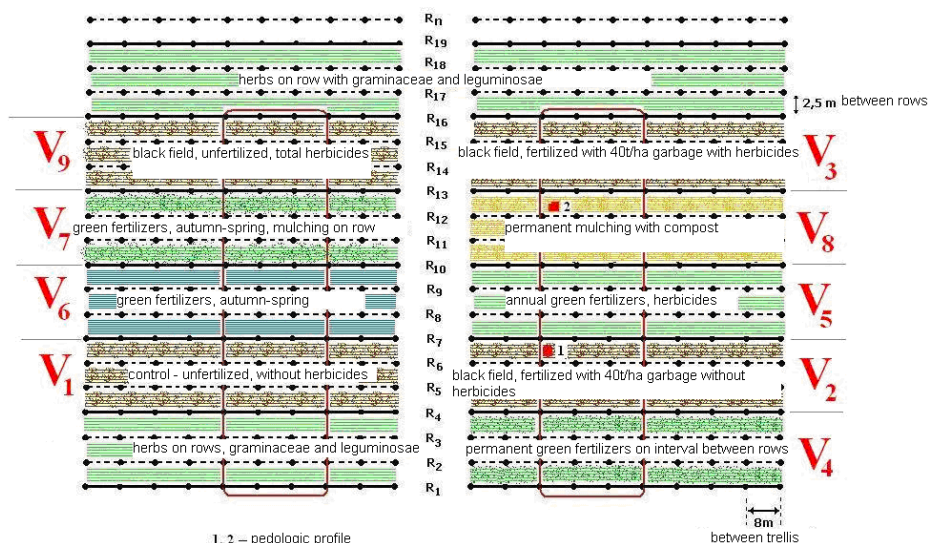 Rn
R19
R18
herbs on row with graminaceae and leguminosae
R17
2,5 m between rows
R16
V9
R15
black field, unfertilized, total herbicides
black field, fertilized with 40t/ha garbage with herbicides
V3
R14
R13
2
V7
R12
green fertilizers, autumn-spring, mulching on row
permanent mulching with compost
V8
R11
R10
V6
R9
green fertilizers, autumn-spring
annual green fertilizers, herbicides
V5
R8
R7
1
V1
R6
control - unfertilized, without herbicides
black field, fertilized with 40t/ha garbage without
herbicides
V2
R5
R4
R3
herbs on rows, graminaceae and leguminosae
permanent green fertilizers on interval between rows
V4
R2
R1
8m
between trellis
1, 2 – pedologic profile